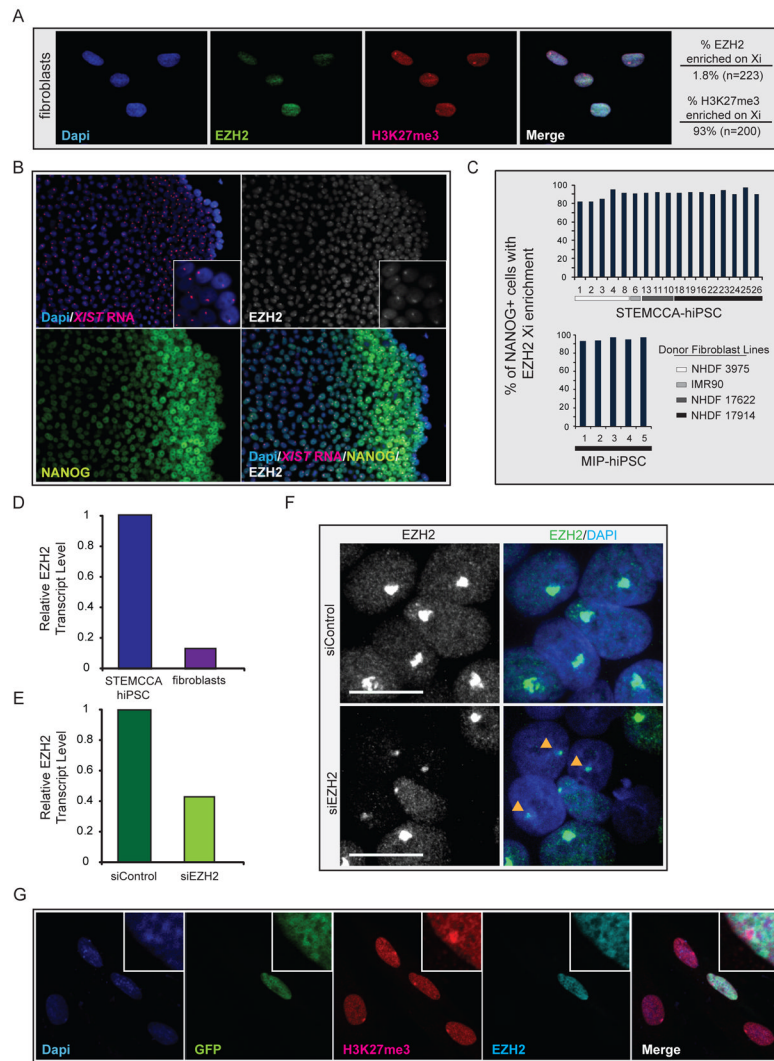 A
fibroblasts
Dapi
EZH2
H3K27me3
Merge
% EZH2
enriched on Xi
1.8% (n=223)
% H3K27me3
enriched on Xi
93% (n=200)
B
Dapi/XIST RNA
EZH2
NANOG
Dapi/XIST RNA/NANOG/
EZH2
C
% of NANOG+ cells with
EZH2 Xi enrichment
100
80
60
40
20
0
1 2 3 4 8 6 13 11 10 18 19 16 22 23 24 25 26
STEMCCA-hiPSC
100
80
60
40
20
0
1 2 3 4 5
MIP-hiPSC
Donor Fibroblast Lines
NHDF 3975
IMR90
NHDF 17622
NHDF 17914
D
Relative EZH2
Transcript Level
1
0.8
0.6
0.4
0.2
0
STEMCCA
hiPSC
fibroblasts
E
Relative EZH2
Transcript Level
1
0.8
0.6
0.4
0.2
0
siControl
siEZH2
F
EZH2
EZH2/DAPI
siControl
siEZH2
G
Dapi
GFP
H3K27me3
EZH2
Merge